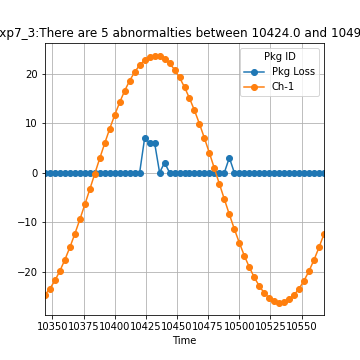 xp7_3:There are 5 abnormalties between 10424.0 and 1049
Pkg ID
Pkg Loss
Ch-1
20
10
0
−10
−20
10350 10375 10400 10425 10450 10475 10500 10525 10550
Time